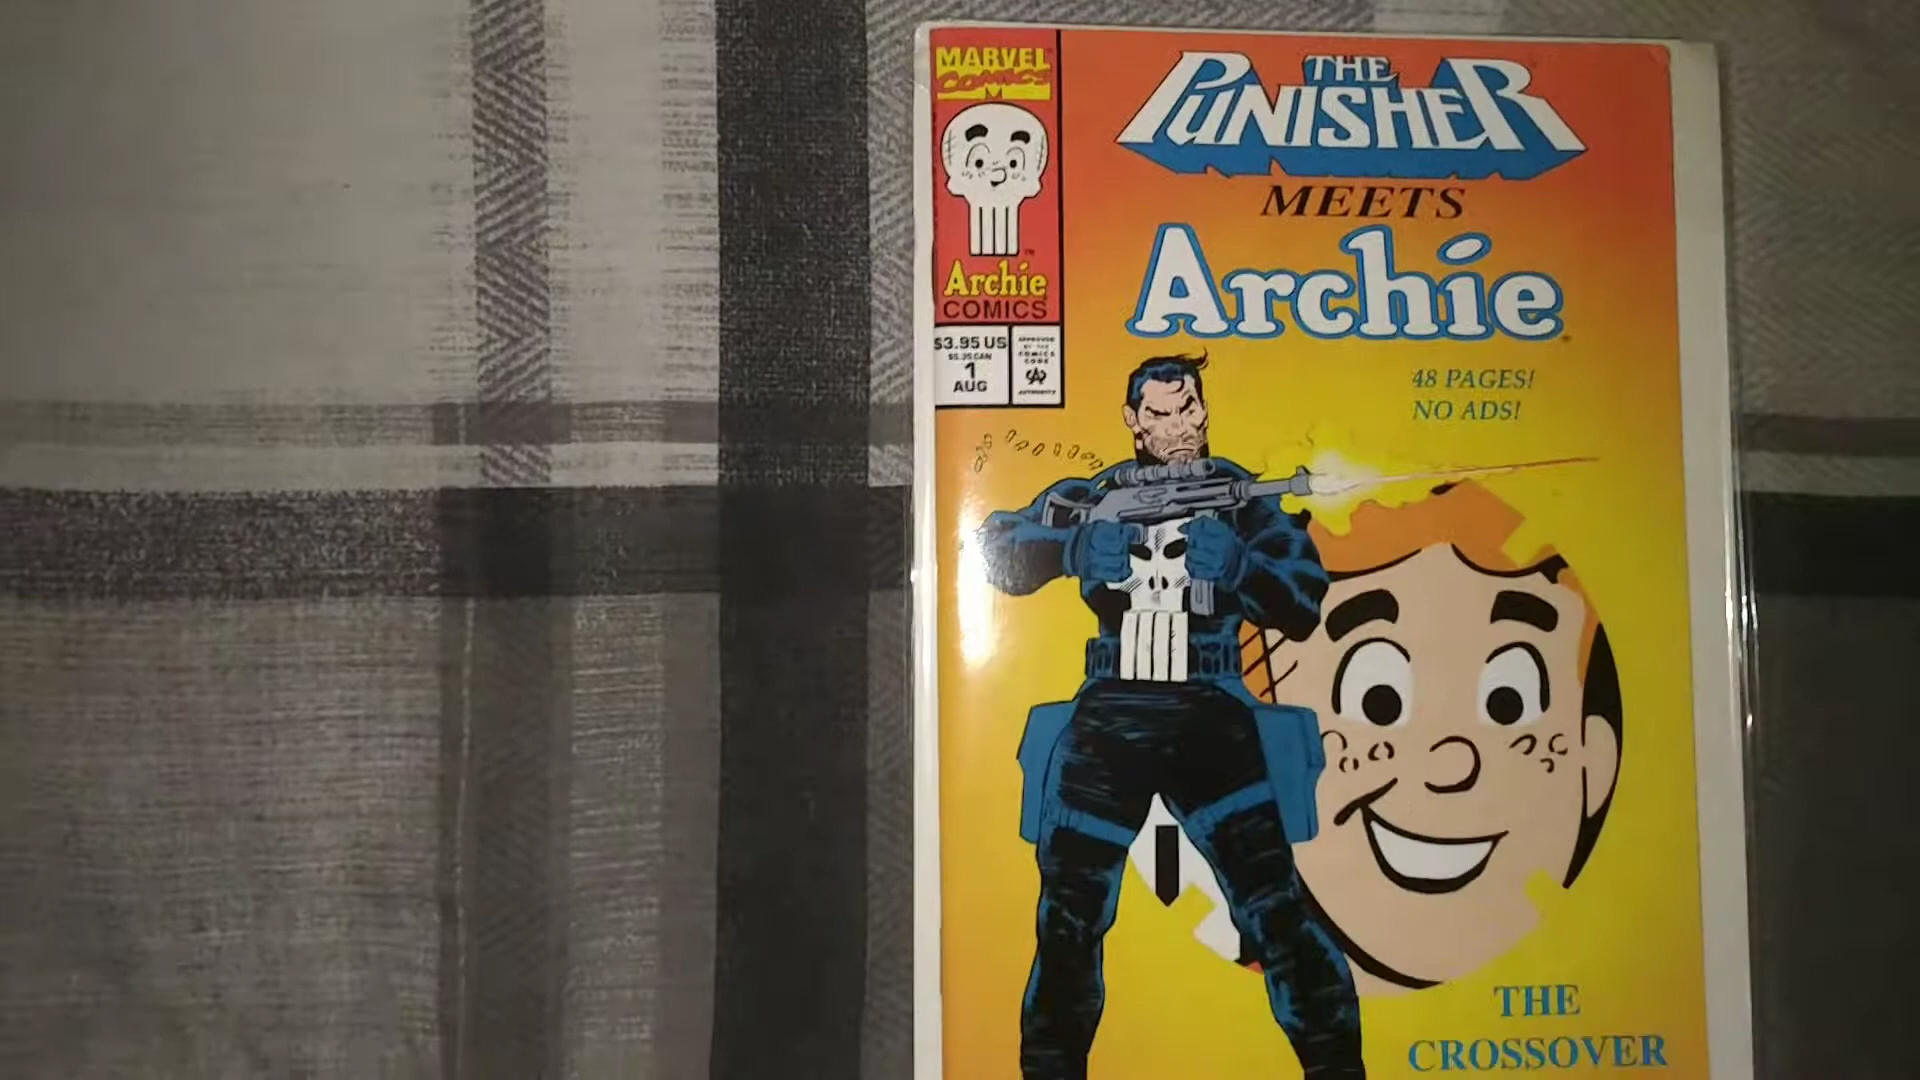 MARVEL
COMICS
M
Archie
COMICS
$3.95 US
$5.25 CAN
1
AUG
APPROVED
BY THE
COMICS
CODE
AUTHORITY
THE
PUNISHER
MEETS
Archie
48 PAGES!
NO ADS!
THE
CROSSOVER